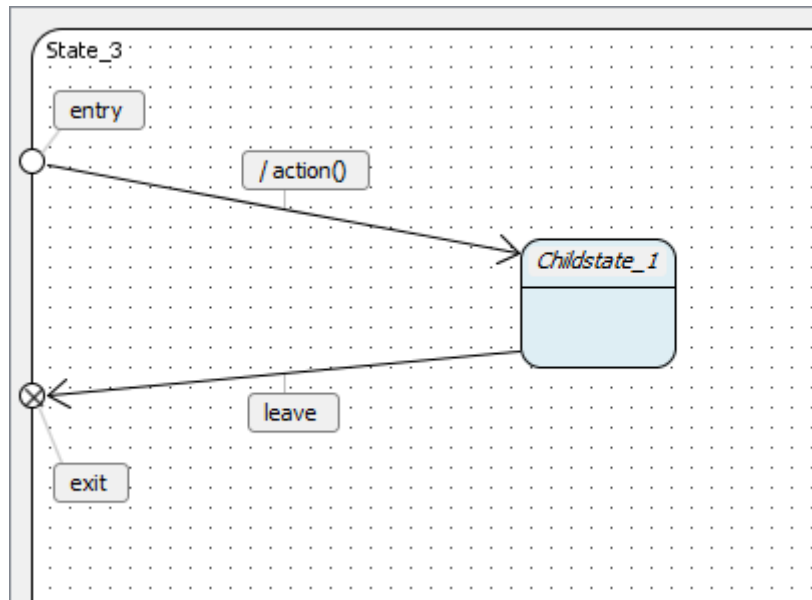 State_3
entry
/ action()
Childstate_1
leave
exit